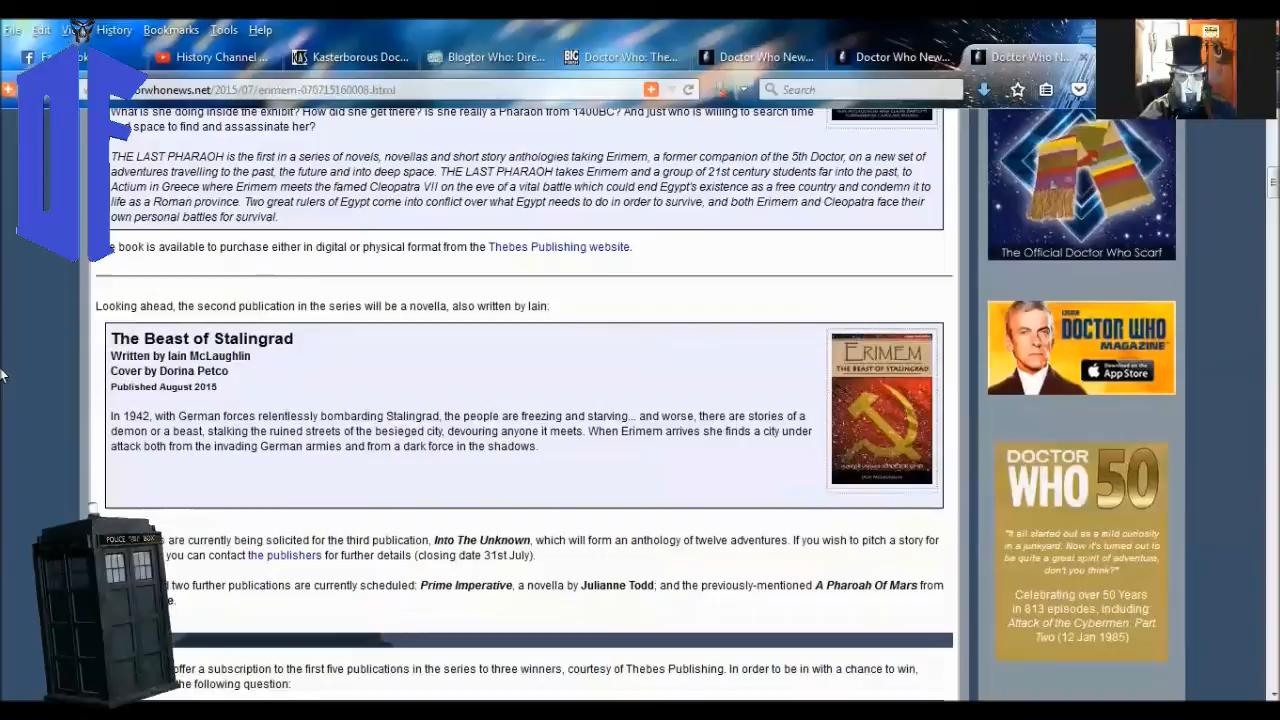 File Edit History Bookmarks Tools Help
History Channel ... Kasterborous Doc... Blogtor Who: Dire... BIG Doctor Who: The... Doctor Who New... Doctor Who New... Doctor Who N...
orwhonews.net/2015/07/erimem-070715160008.html Search
What is she doing inside the exhibit? How did she get there? Is she really a Pharaoh from 1400BC? And just who is willing to search time
space to find and assassinate her?
THE LAST PHARAOH is the first in a series of novels, novellas and short story anthologies taking Erimem, a former companion of the 5th Doctor, on a new set of
adventures travelling to the past, the future and into deep space. THE LAST PHARAOH takes Erimem and a group of 21st century students far into the past, to
Actium in Greece where Erimem meets the famed Cleopatra VII on the eve of a vital battle which could end Egypt's existence as a free country and condemn it to
life as a Roman province. Two great rulers of Egypt come into conflict over what Egypt needs to do in order to survive, and both Erimem and Cleopatra face their
own personal battles for survival.
book is available to purchase either in digital or physical format from the Thebes Publishing website.
Looking ahead, the second publication in the series will be a novella, also written by Iain:
The Beast of Stalingrad
Written by Iain McLaughlin
Cover by Dorina Petco
Published August 2015
In 1942, with German forces relentlessly bombarding Stalingrad, the people are freezing and starving... and worse, there are stories of a
demon or a beast, stalking the ruined streets of the besieged city, devouring anyone it meets. When Erimem arrives she finds a city under
attack both from the invading German armies and from a dark force in the shadows.
ERIMEM
THE BEAST OF STALINGRAD
IAIN MCLAUGHLIN
are currently being solicited for the third publication, Into The Unknown, which will form an anthology of twelve adventures. If you wish to pitch a story for
you can contact the publishers for further details (closing date 31st July).
two further publications are currently scheduled: Prime Imperative, a novella by Julianne Todd; and the previously-mentioned A Pharoah Of Mars from
offer a subscription to the first five publications in the series to three winners, courtesy of Thebes Publishing. In order to be in with a chance to win,
the following question:
DF
POLICE BOX
The Official Doctor Who Scarf
DOCTOR WHO
MAGAZINE
Download on the
App Store
DOCTOR
WHO 50
"It all started out as a mild curiosity
in a junkyard. Now it's turned out to
be quite a great spirit of adventure,
don't you think?"
Celebrating over 50 Years
in 813 episodes, including:
Attack of the Cybermen: Part
Two (12 Jan 1985)